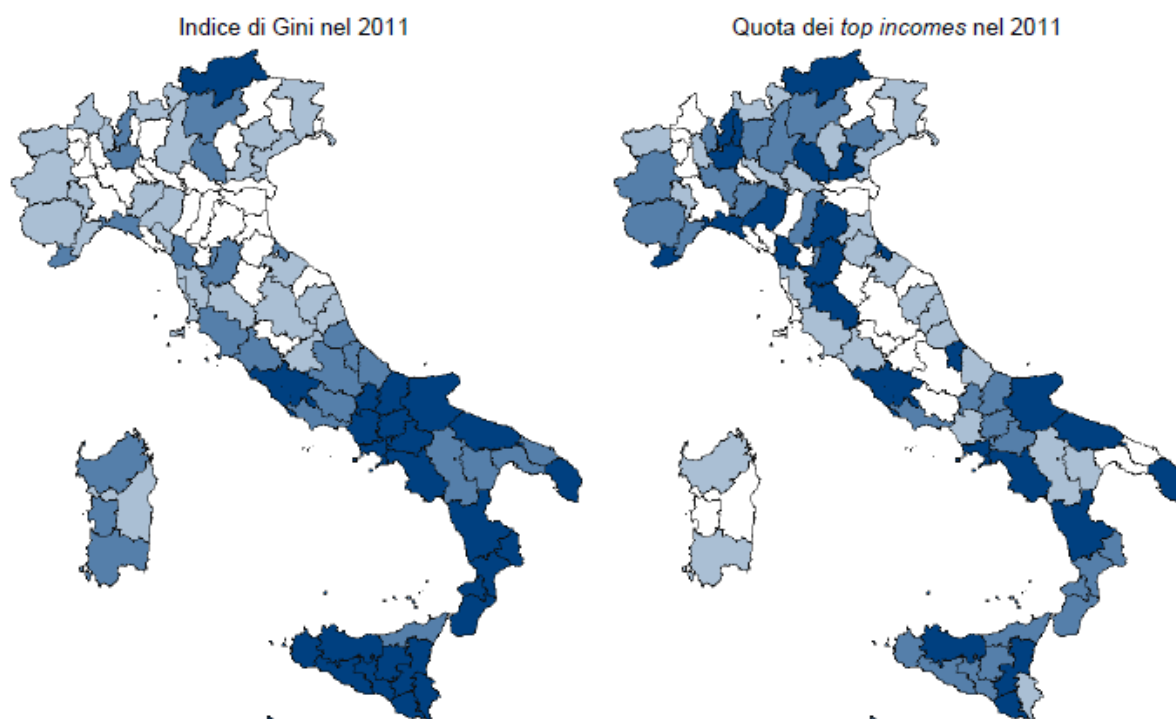 Indice di Gini nel 2011
Quota dei top incomes nel 2011